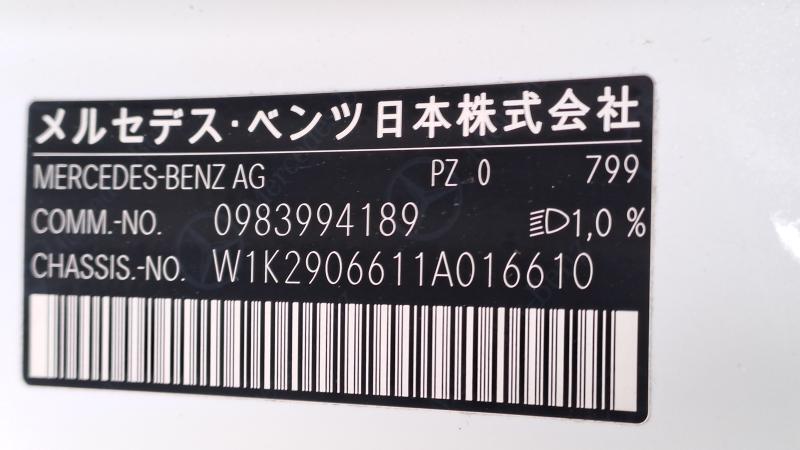 メルセデス・ベンツ日本株式会社
MERCEDES-BENZ AG PZ 0 799
COMM.-NO. 0983994189 1,0 %
CHASSIS.-NO. W1K2906611A016610